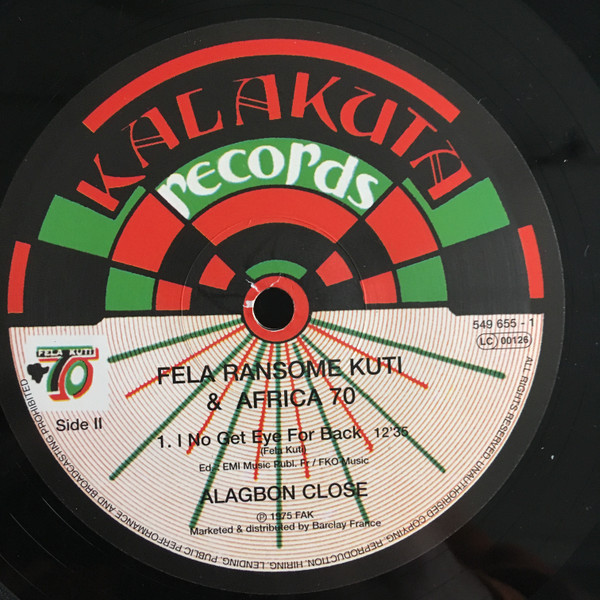 KALAKUTA
records
549 655 - 1
LC 00126
FELA KUTI
70
Side II
FELA RANSOME KUTI
& AFRICA 70
1. I No Get Eye For Back 12'35
(Fela Kuti)
Ed.: EMI Music Publ. Fr / FKO Music
ALAGBON CLOSE
℗ 1975 FAK
Marketed & distributed by Barclay France
ALL RIGHTS RESERVED. UNAUTHORISED COPYING. REPRODUCTION. HIRING. LENDING. PUBLIC PERFORMANCE AND BROADCASTING PROHIBITED